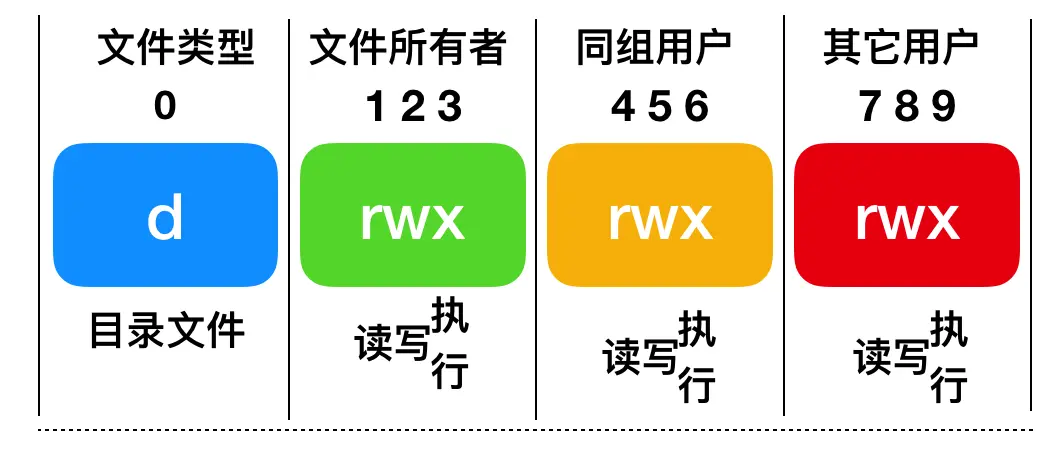 文件类型 文件所有者 同组用户 其它用户
0 1 2 3 4 5 6 7 8 9
d rwx rwx rwx
目录文件 读写执行 读写执行 读写执行